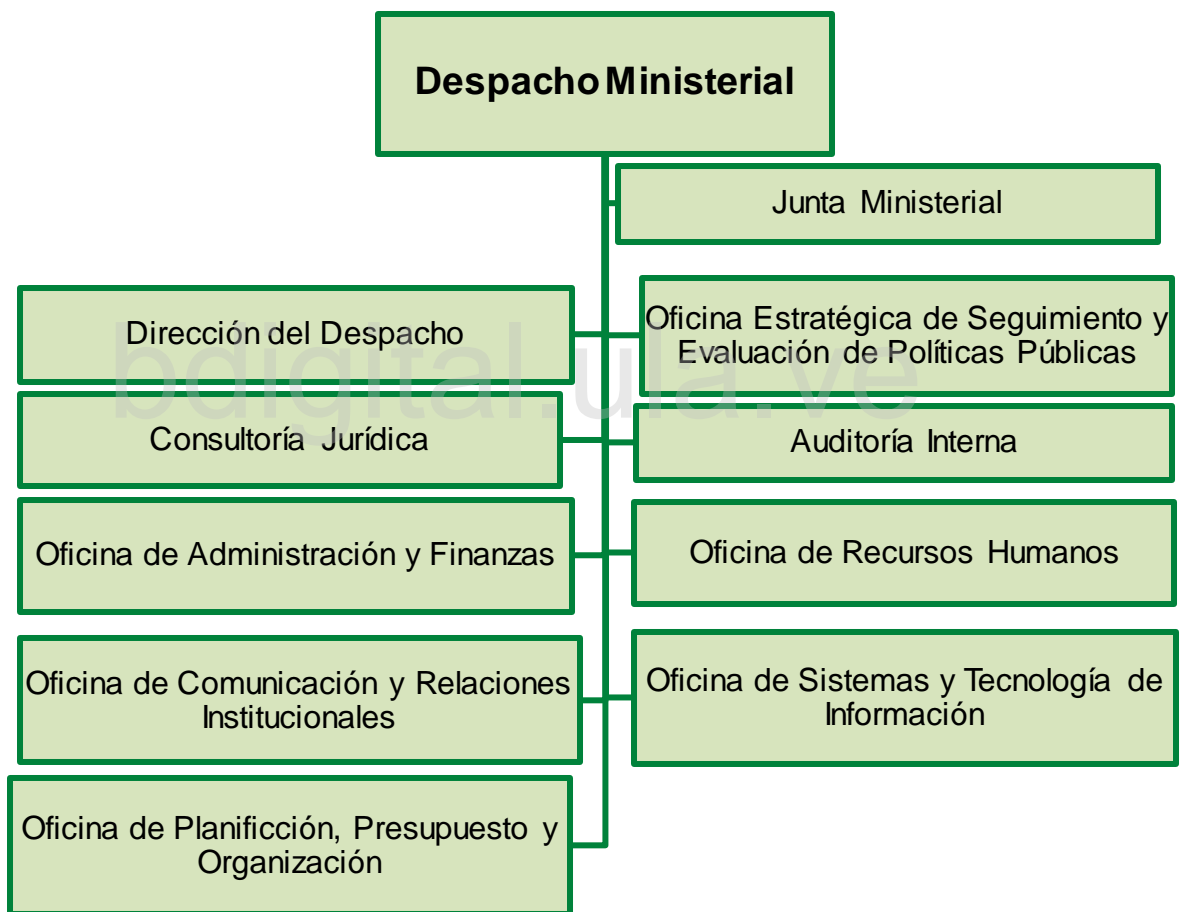 Despacho Ministerial
Junta Ministerial
Dirección del Despacho
Oficina Estratégica de Seguimiento y
Evaluación de Políticas Públicas
bdigital.ula.ve
Consultoría Jurídica
Auditoría Interna
Oficina de Administración y Finanzas
Oficina de Recursos Humanos
Oficina de Comunicación y Relaciones
Institucionales
Oficina de Sistemas y Tecnología de
Información
Oficina de Planificción, Presupuesto y
Organización